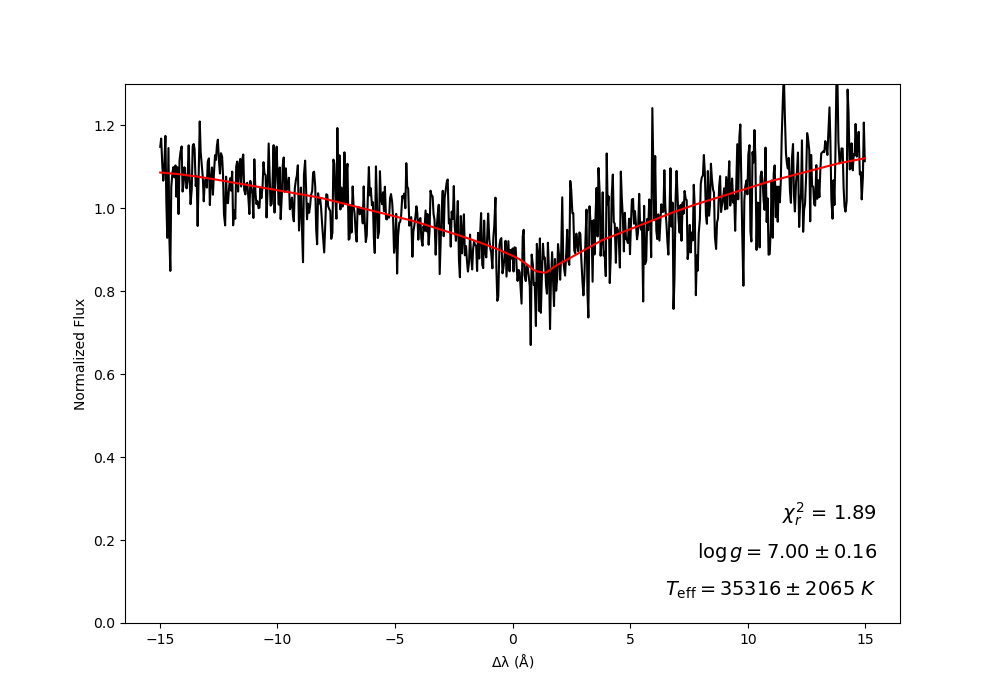 1.2
1.0
0.8
0.6
0.4
0.2
0.0
Normalized Flux
χ²ᵣ = 1.89
log g = 7.00 ± 0.16
T_eff = 35316 ± 2065 K
−15 −10 −5 0 5 10 15
Δλ (Å)